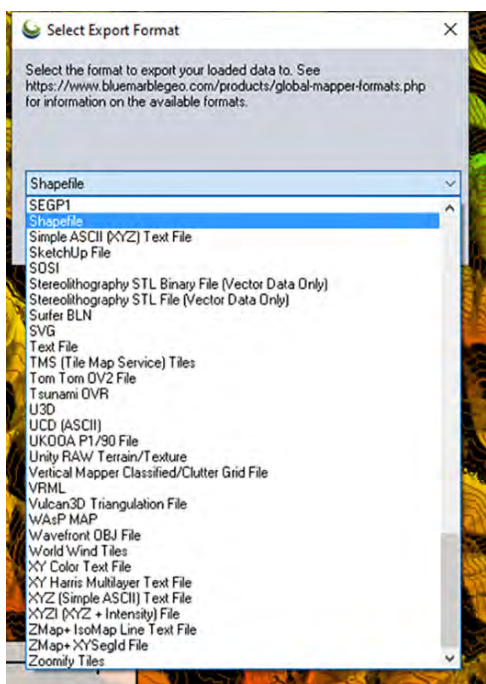 Select Export Format
Select the format to export your loaded data to. See
https://www.bluemarblegeo.com/products/global-mapper-formats.php
for information on the available formats.
Shapefile
SEGP1
Shapefile
Simple ASCII (XYZ) Text File
SketchUp File
SOSI
Stereolithography STL Binary File (Vector Data Only)
Stereolithography STL File (Vector Data Only)
Surfer BLN
SVG
Text File
TMS (Tile Map Service) Tiles
Tom Tom OV2 File
Tsunami OVR
U3D
UCD (ASCII)
UKOOA P1/90 File
Unity RAW Terrain/Texture
Vertical Mapper Classified/Clutter Grid File
VRML
Vulcan3D Triangulation File
WAsP MAP
Wavefront OBJ File
World Wind Tiles
XY Color Text File
XY Harris Multilayer Text File
XYZ (Simple ASCII) Text File
XYZI (XYZ + Intensity) File
ZMap+ IsoMap Line Text File
ZMap+ XYSegId File
Zoomify Tiles